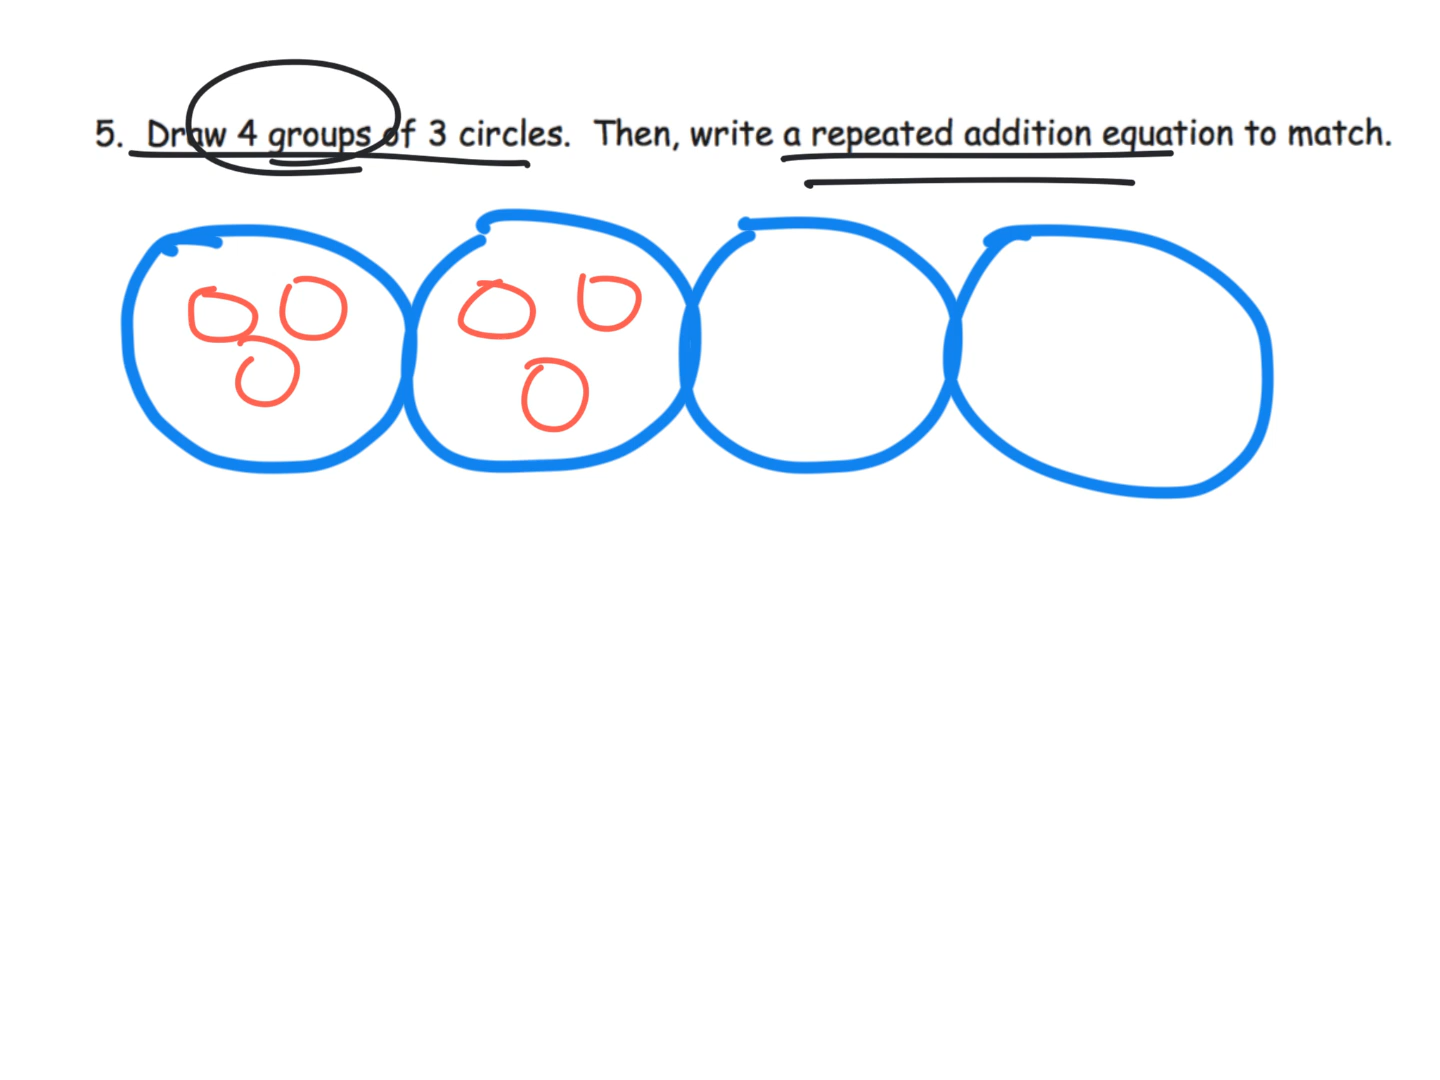 5. Draw 4 groups of 3 circles. Then, write a repeated addition equation to match.